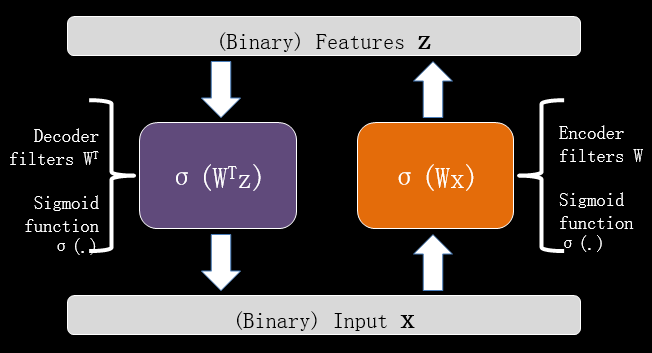 (Binary) Features z
Decoder
filters Wᵀ
Sigmoid
function
σ(.)
σ(Wᵀz)
σ(Wx)
Encoder
filters W
Sigmoid
function
σ(.)
(Binary) Input x